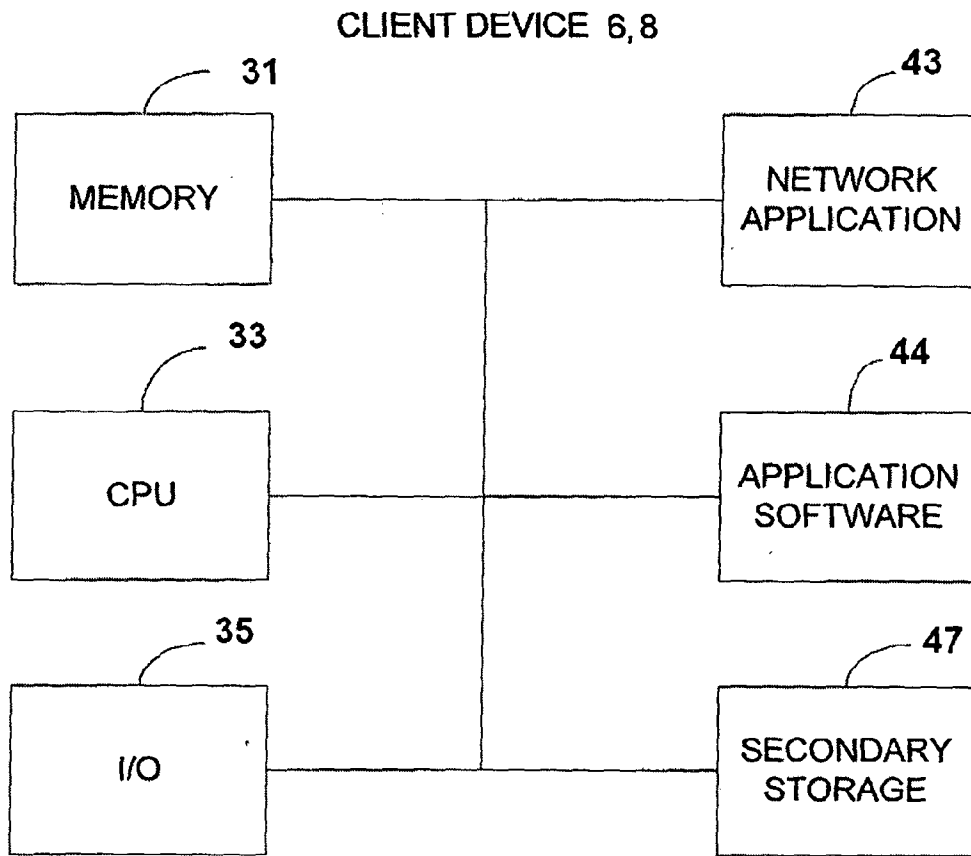 CLIENT DEVICE 6,8
31
MEMORY
43
NETWORK
APPLICATION
33
CPU
44
APPLICATION
SOFTWARE
35
I/O
47
SECONDARY
STORAGE